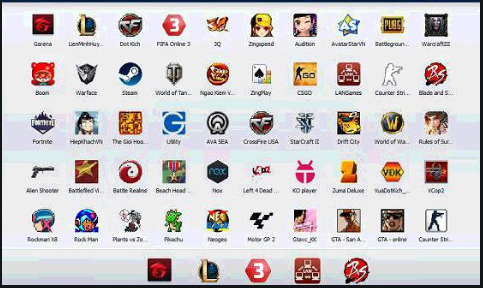 Garena LienMinhHuy... Dot Kich FIFA Online 3 3Q Zingspeed Audition AvatarStarVN Battlegroun... WarcraftIII
Boom Warface Steam World of Tan... Ngao Kiem V... ZingPlay CSGO LANGames Counter Stri... Blade and S...
Fortnite HiepKhachVN The Gioi Hoa... Utility AVA SEA CrossFire USA StarCraft II Drift City World of Wa... Rules of Sur...
Alien Shooter Battlefiled Vi... Battle Realms Beach Head ... Nox Left 4 Dead ... KO player Zuma Deluxe VuaDotKich_... VCop2
Rockman X8 Rock Man Plants vs Ze... Pikachu Neogeo Motor GP 2 Gtavc_KK GTA - San A... GTA - online Counter Stri...